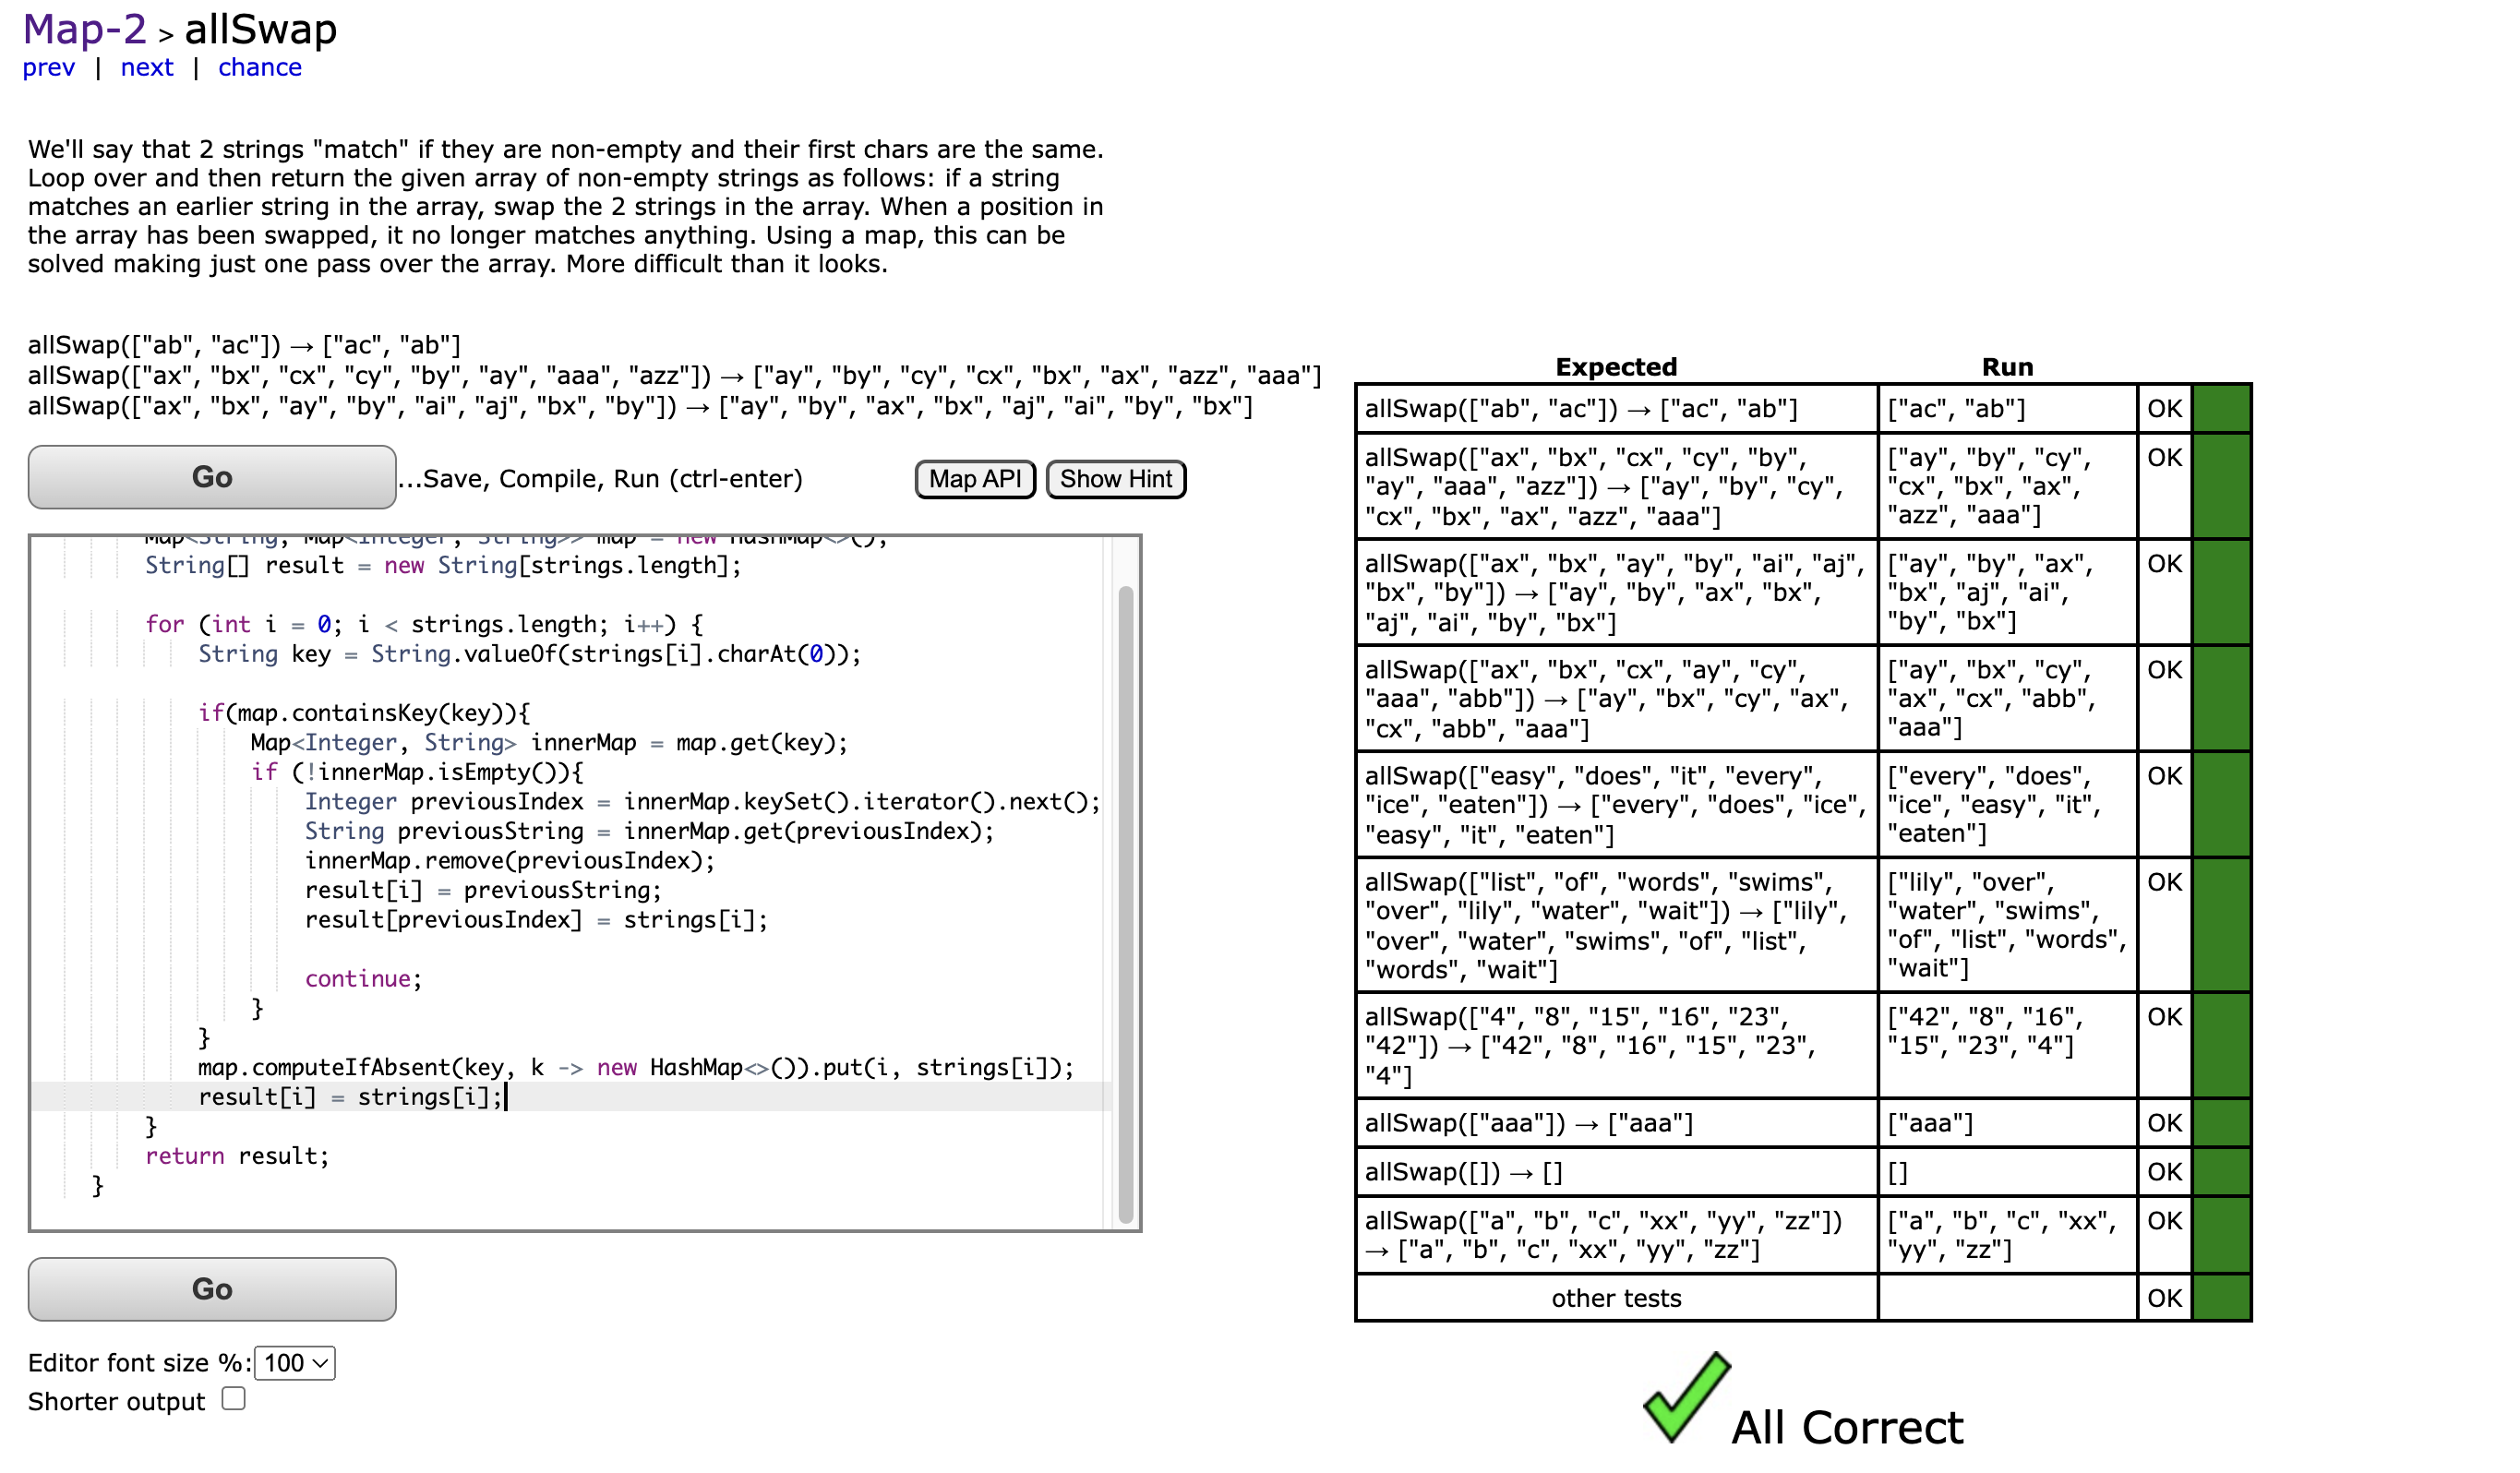 Map-2 > allSwap
prev | next | chance
We'll say that 2 strings "match" if they are non-empty and their first chars are the same.
Loop over and then return the given array of non-empty strings as follows: if a string
matches an earlier string in the array, swap the 2 strings in the array. When a position in
the array has been swapped, it no longer matches anything. Using a map, this can be
solved making just one pass over the array. More difficult than it looks.
allSwap(["ab", "ac"]) → ["ac", "ab"]
allSwap(["ax", "bx", "cx", "cy", "by", "ay", "aaa", "azz"]) → ["ay", "by", "cy", "cx", "bx", "ax", "azz", "aaa"]
allSwap(["ax", "bx", "ay", "by", "ai", "aj", "bx", "by"]) → ["ay", "by", "ax", "bx", "aj", "ai", "by", "bx"]
Go
...Save, Compile, Run (ctrl-enter)
Map API
Show Hint
Map<String, Map<Integer, String>> map = new HashMap<>();
String[] result = new String[strings.length];
for (int i = 0; i < strings.length; i++) {
String key = String.valueOf(strings[i].charAt(0));
if(map.containsKey(key)){
Map<Integer, String> innerMap = map.get(key);
if (!innerMap.isEmpty()){
Integer previousIndex = innerMap.keySet().iterator().next();
String previousString = innerMap.get(previousIndex);
innerMap.remove(previousIndex);
result[i] = previousString;
result[previousIndex] = strings[i];
continue;
}
}
map.computeIfAbsent(key, k -> new HashMap<>()).put(i, strings[i]);
result[i] = strings[i];
}
return result;
}
Go
Editor font size %: 100
Shorter output
Expected Run
allSwap(["ab", "ac"]) → ["ac", "ab"]
["ac", "ab"]
OK
allSwap(["ax", "bx", "cx", "cy", "by",
"ay", "aaa", "azz"]) → ["ay", "by", "cy",
"cx", "bx", "ax", "azz", "aaa"]
["ay", "by", "cy",
"cx", "bx", "ax",
"azz", "aaa"]
OK
allSwap(["ax", "bx", "ay", "by", "ai", "aj",
"bx", "by"]) → ["ay", "by", "ax", "bx",
"aj", "ai", "by", "bx"]
["ay", "by", "ax",
"bx", "aj", "ai",
"by", "bx"]
OK
allSwap(["ax", "bx", "cx", "ay", "cy",
"aaa", "abb"]) → ["ay", "bx", "cy", "ax",
"cx", "abb", "aaa"]
["ay", "bx", "cy",
"ax", "cx", "abb",
"aaa"]
OK
allSwap(["easy", "does", "it", "every",
"ice", "eaten"]) → ["every", "does", "ice",
"easy", "it", "eaten"]
["every", "does",
"ice", "easy", "it",
"eaten"]
OK
allSwap(["list", "of", "words", "swims",
"over", "lily", "water", "wait"]) → ["lily",
"over", "water", "swims", "of", "list",
"words", "wait"]
["lily", "over",
"water", "swims",
"of", "list", "words",
"wait"]
OK
allSwap(["4", "8", "15", "16", "23",
"42"]) → ["42", "8", "16", "15", "23",
"4"]
["42", "8", "16",
"15", "23", "4"]
OK
allSwap(["aaa"]) → ["aaa"]
["aaa"]
OK
allSwap([]) → []
[]
OK
allSwap(["a", "b", "c", "xx", "yy", "zz"])
→ ["a", "b", "c", "xx", "yy", "zz"]
["a", "b", "c", "xx",
"yy", "zz"]
OK
other tests
OK
All Correct